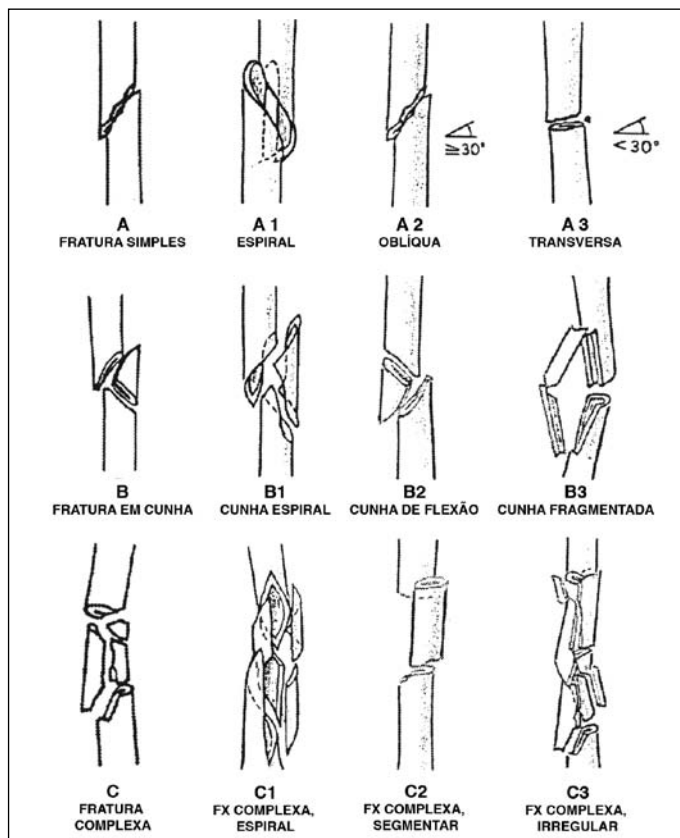 ≧30°
< 30°
A
FRATURA SIMPLES
A 1
ESPIRAL
A 2
OBLÍQUA
A 3
TRANSVERSA
B
FRATURA EM CUNHA
B1
CUNHA ESPIRAL
B2
CUNHA DE FLEXÃO
B3
CUNHA FRAGMENTADA
C
FRATURA
COMPLEXA
C1
FX COMPLEXA,
ESPIRAL
C2
FX COMPLEXA,
SEGMENTAR
C3
FX COMPLEXA,
IRREGULAR